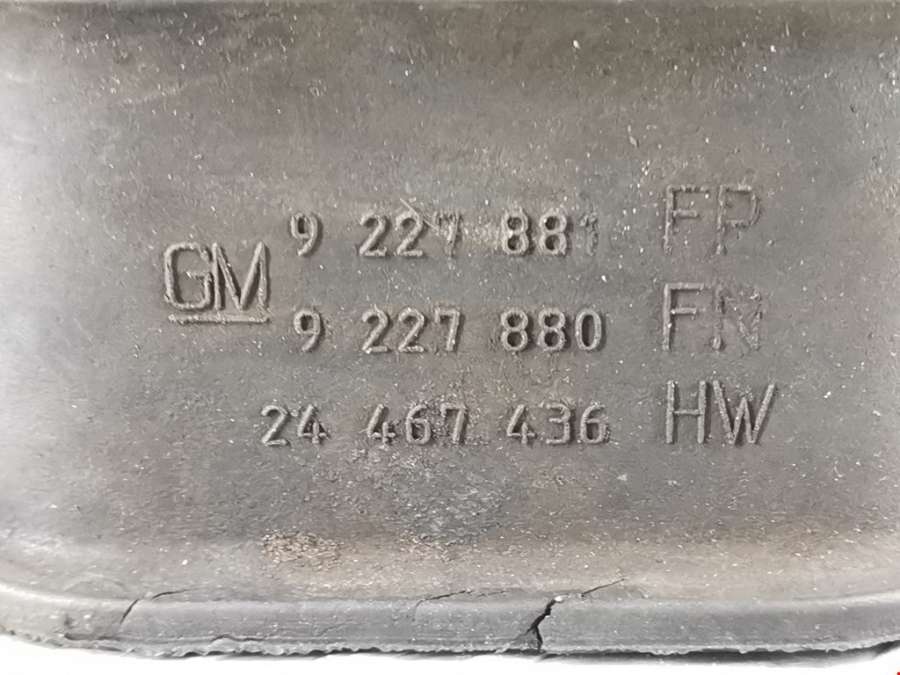 9 227 881 FP
GM
9 227 880 FN
24 467 436 HW